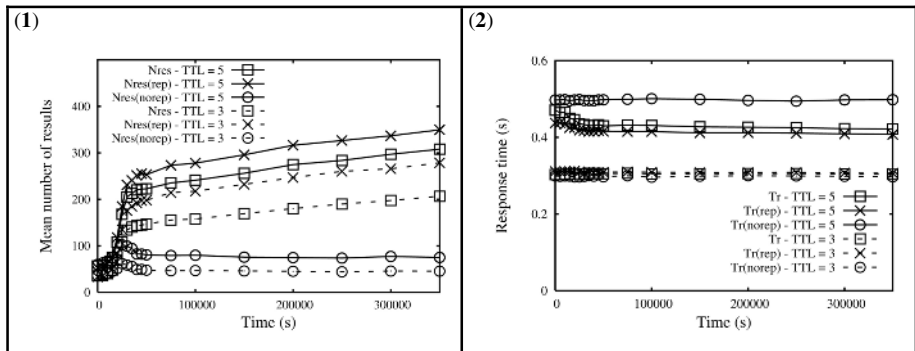 (1)
Mean number of results
400
300
200
100
0
Nres - TTL = 5
Nres(rep) - TTL = 5
Nres(norep) - TTL = 5
Nres - TTL = 3
Nres(rep) - TTL = 3
Nres(norep) - TTL = 3
0 100000 200000 300000
Time (s)
(2)
Response time (s)
0.6
0.4
0.2
0
Tr - TTL = 5
Tr(rep) - TTL = 5
Tr(norep) - TTL = 5
Tr - TTL = 3
Tr(rep) - TTL = 3
Tr(norep) - TTL = 3
0 100000 200000 300000
Time (s)